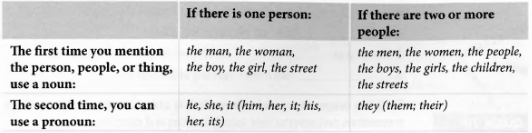 If there is one person:
If there are two or more
people:
The first time you mention
the person, people, or thing,
use a noun:
the man, the woman,
the boy, the girl, the street
the men, the women, the people,
the boys, the girls, the children,
the streets
The second time, you can
use a pronoun:
he, she, it (him, her, it; his,
her, its)
they (them; their)